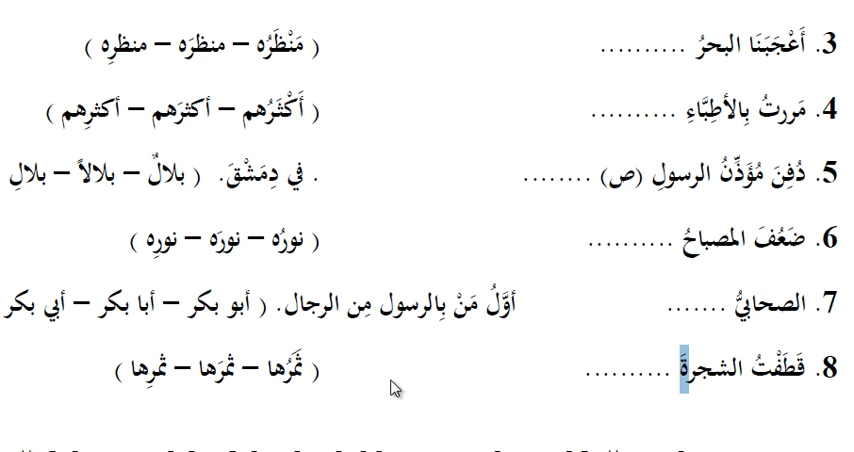 3. أَعْجَبَنَا البحرُ .......... ( مَنْظَرُه – منظرَه – منظرِه )
4. مَررتُ بِالأطِبَّاءِ .......... ( أَكْثَرُهم – أكثرَهم – أكثرِهم )
5. دُفِنَ مُؤَذِّنُ الرسولِ (ص) ........ . في دِمَشْقَ. ( بلالٌ – بلالاً – بلالِ
6. ضَعُفَ المصباحُ .......... ( نورُه – نورَه – نورِه )
7. الصحابيُّ ....... أوَّلُ مَنْ بِالرسول مِن الرجال. ( أبو بكر – أبا بكر – أبي بكر
8. قَطَفْتُ الشجرةَ .......... ( ثَمَرُها – ثمرَها – ثمرِها )